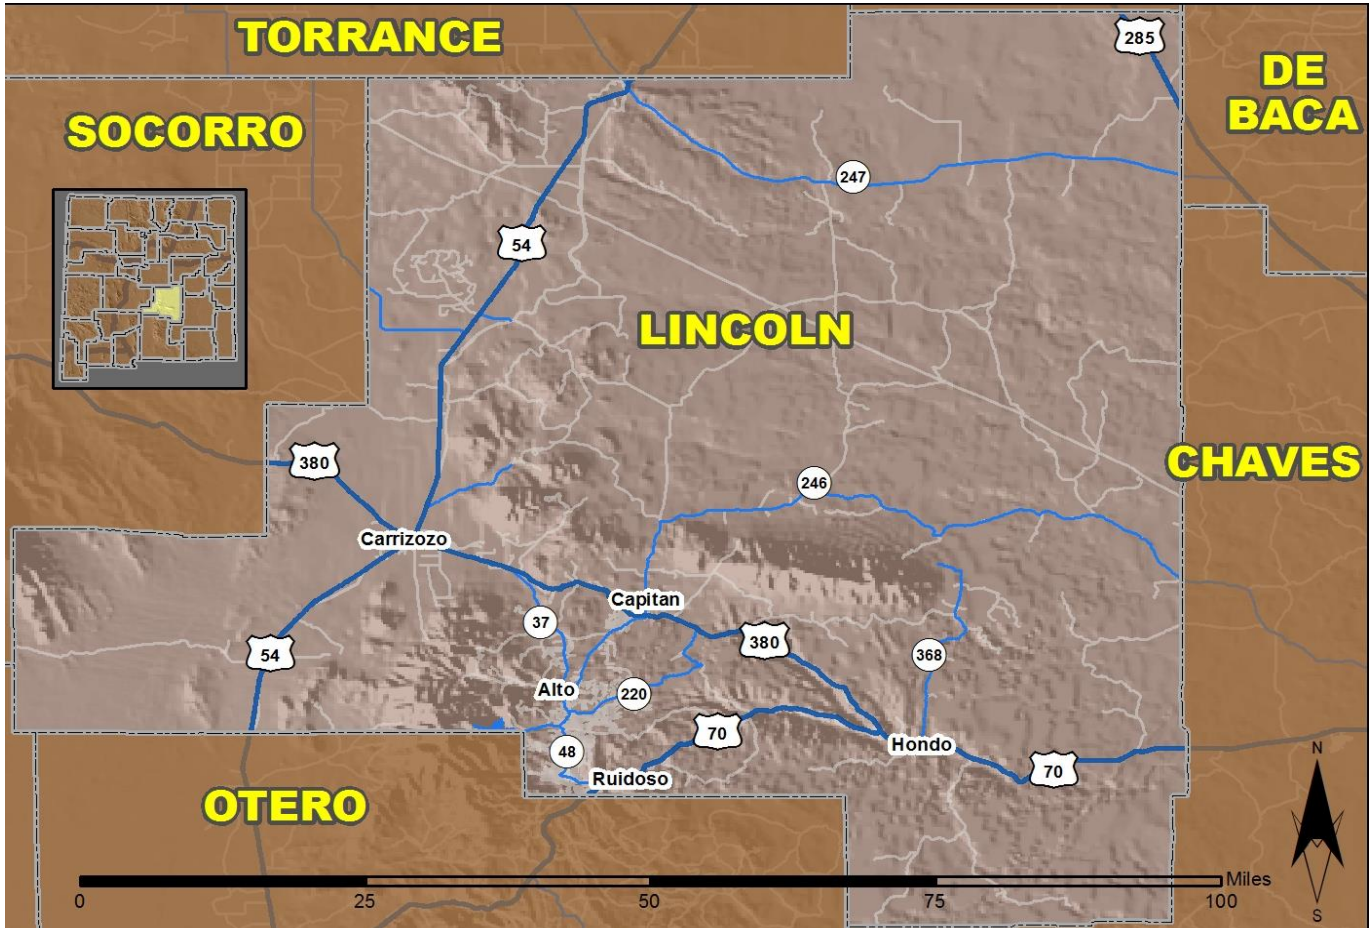 TORRANCE
285
DE
BACA
SOCORRO
247
54
LINCOLN
380
CHAVES
246
Carrizozo
Capitan
37
380
54
368
Alto
220
70
48
Hondo
70
Ruidoso
OTERO
N
S
Miles
0
25
50
75
100